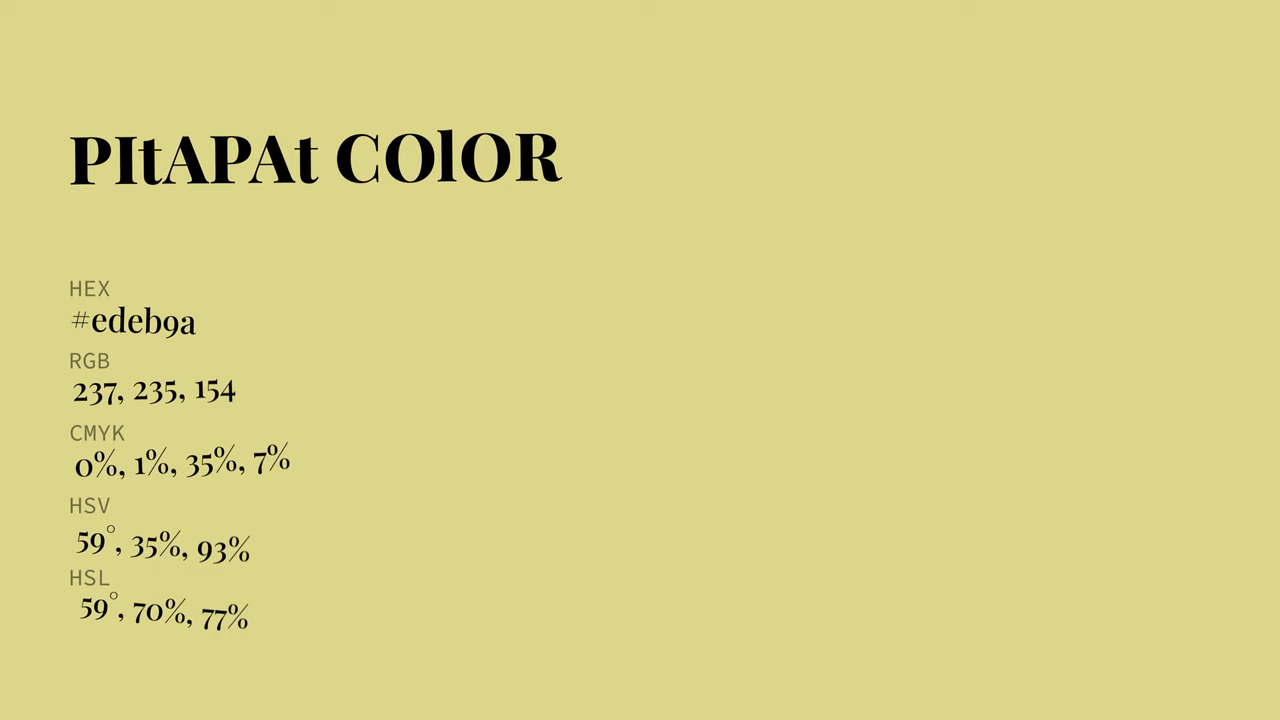 PItAPAt COlOR
HEX
#edeb9a
RGB
237, 235, 154
CMYK
0%, 1%, 35%, 7%
HSV
59°, 35%, 93%
HSL
59°, 70%, 77%